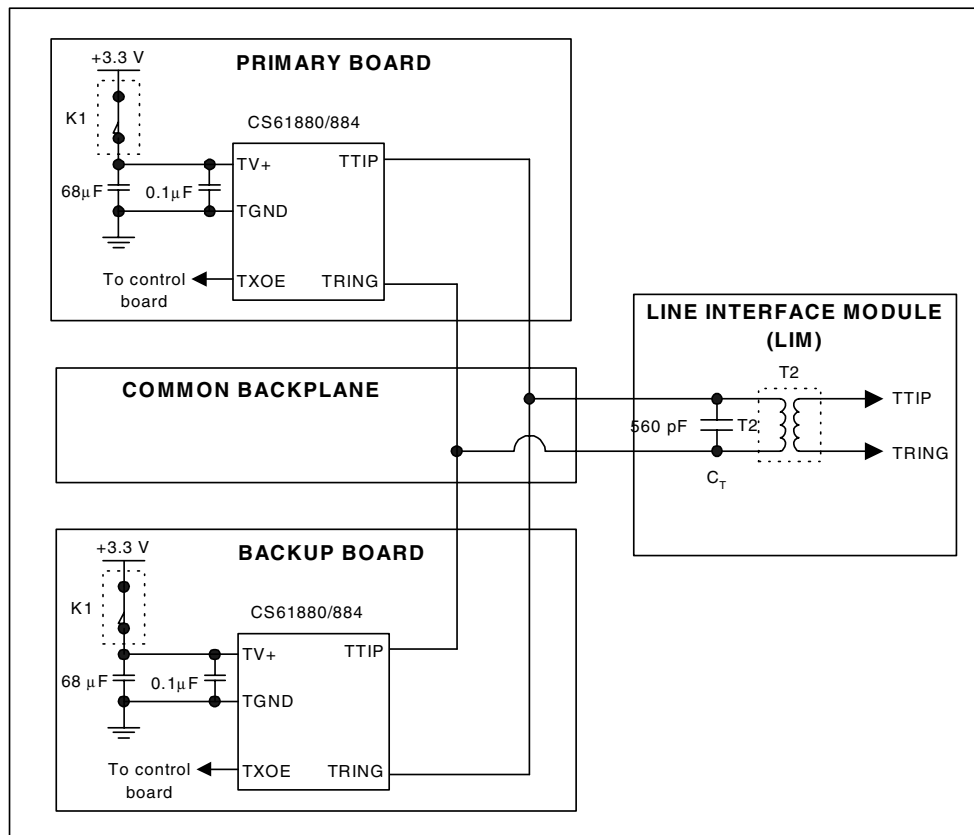 +3.3 V
PRIMARY BOARD
K1
CS61880/884
TV+
TTIP
68µF
0.1µF
TGND
To control
board
TXOE
TRING
LINE INTERFACE MODULE
(LIM)
COMMON BACKPLANE
T2
TTIP
560 pF
T2
TRING
CT
+3.3 V
BACKUP BOARD
K1
CS61880/884
TV+
TTIP
68 µF
0.1µF
TGND
To control
board
TXOE
TRING